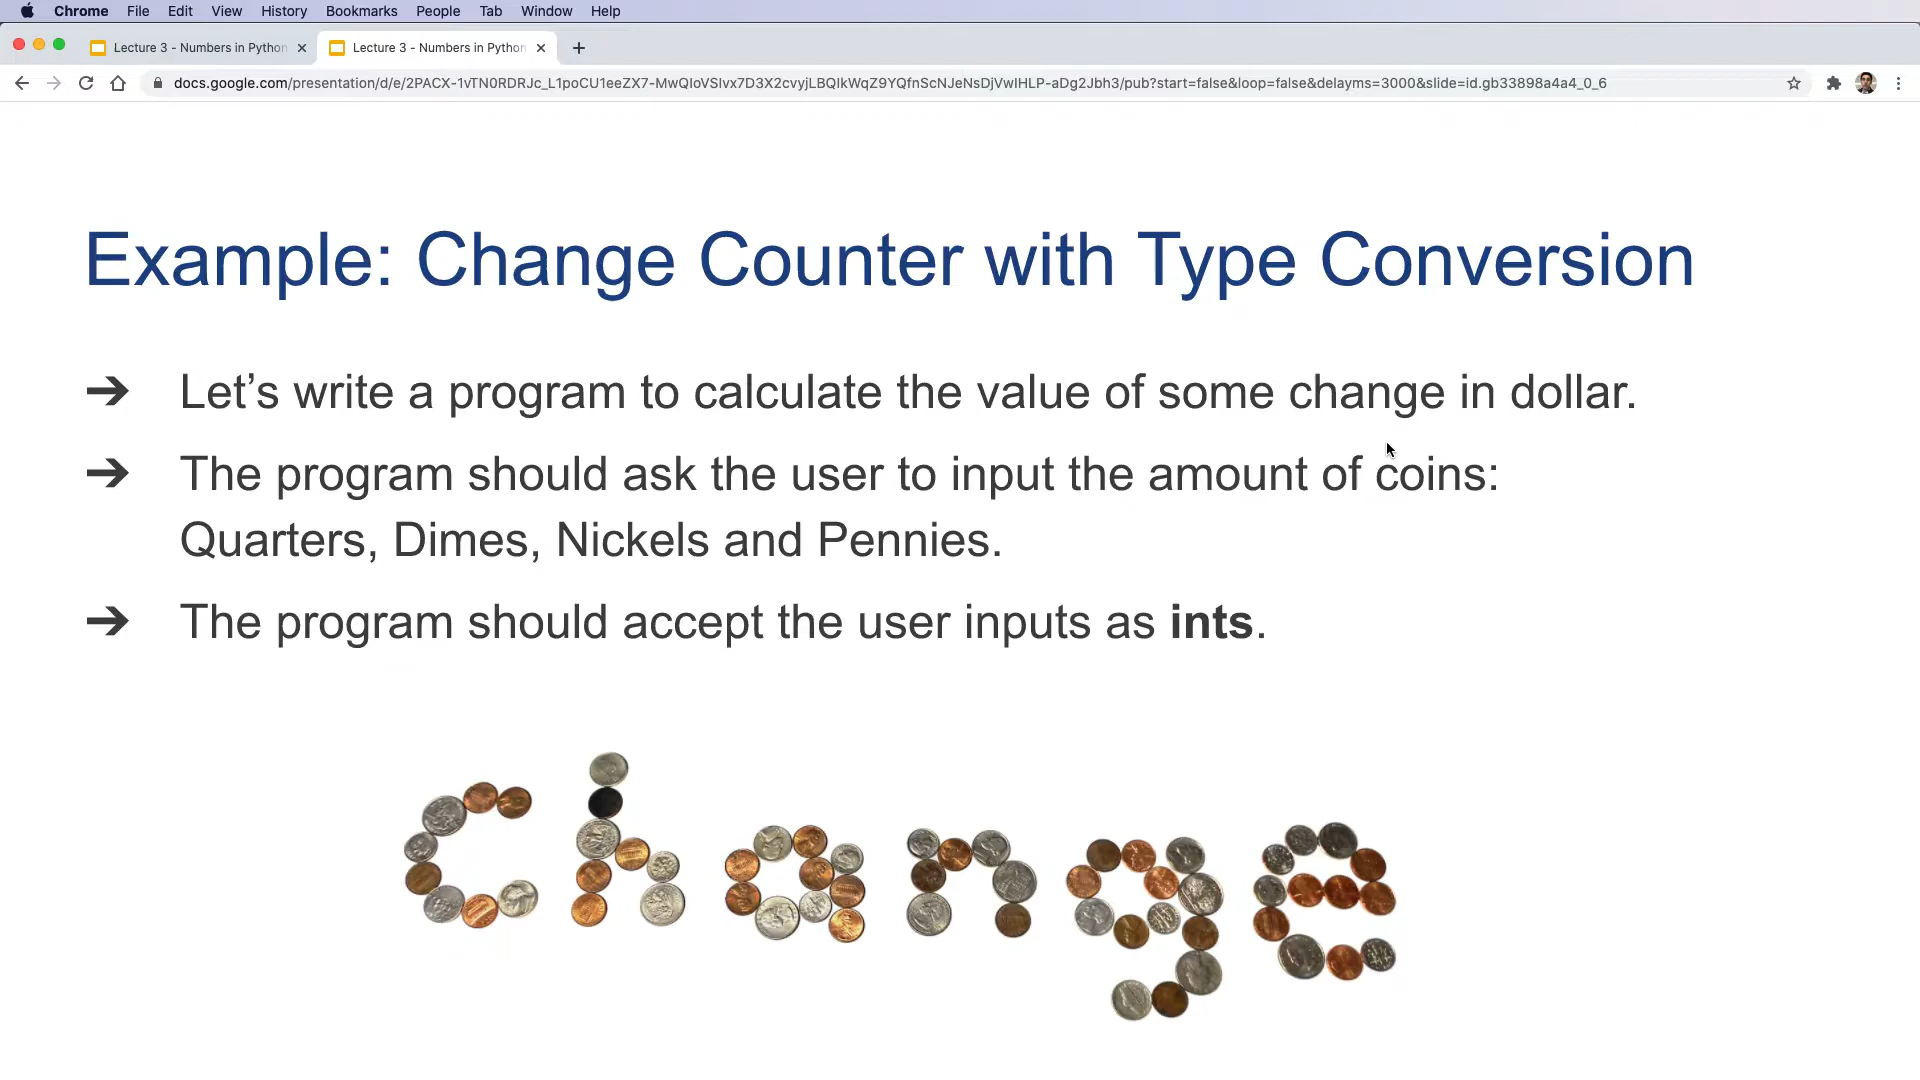 Chrome File Edit View History Bookmarks People Tab Window Help
Lecture 3 - Numbers in Python Lecture 3 - Numbers in Python
docs.google.com/presentation/d/e/2PACX-1vTN0RDRJc_L1poCU1eeZX7-MwQIoVSIvx7D3X2cvyjLBQIkWqZ9YQfnScNJeNsDjVwIHLP-aDg2Jbh3/pub?start=false&loop=false&delayms=3000&slide=id.gb33898a4a4_0_6
Example: Change Counter with Type Conversion
➔ Let’s write a program to calculate the value of some change in dollar.
➔ The program should ask the user to input the amount of coins:
Quarters, Dimes, Nickels and Pennies.
➔ The program should accept the user inputs as ints.
change